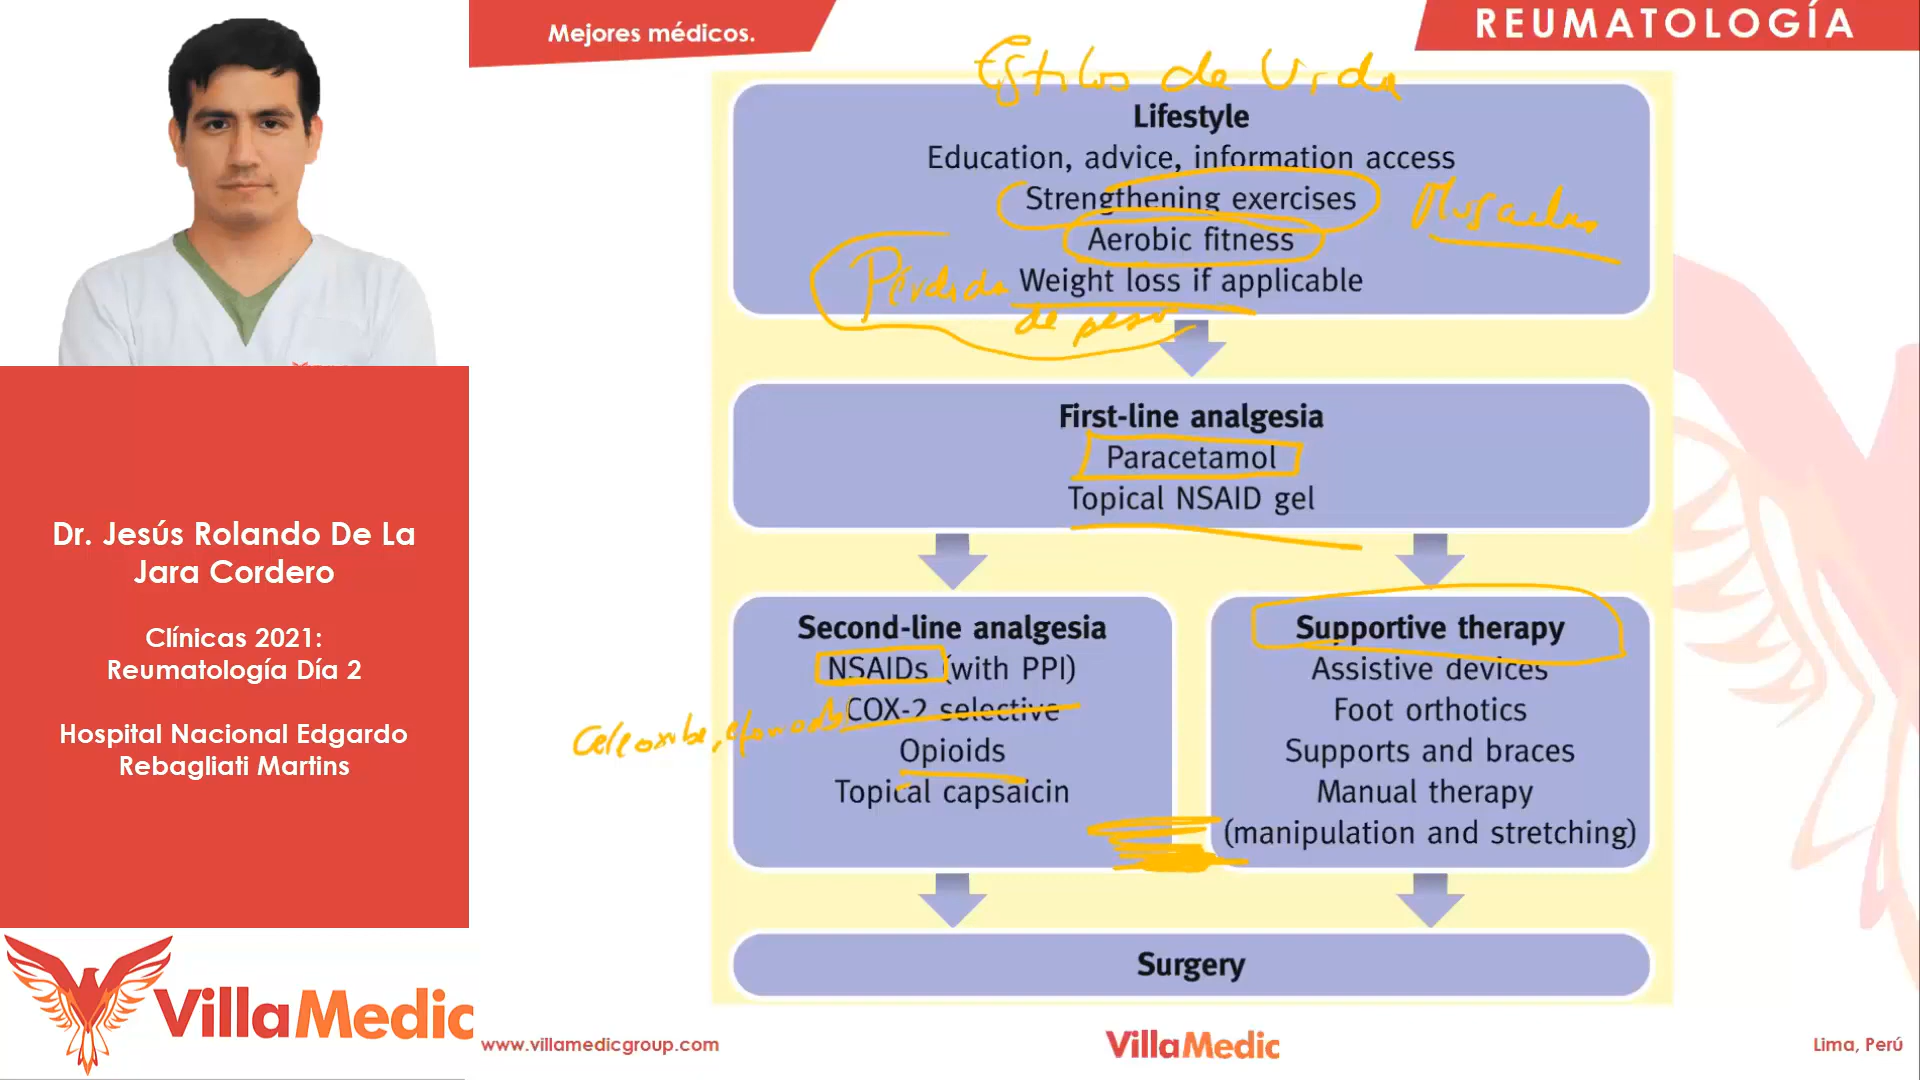 Mejores médicos.
REUMATOLOGÍA
Estilos de Vida
Lifestyle
Education, advice, information access
Strengthening exercises
Aerobic fitness
Pérdida
Weight loss if applicable
de peso
First-line analgesia
Paracetamol
Topical NSAID gel
Second-line analgesia
NSAIDs (with PPI)
COX-2 selective
Opioids
Topical capsaicin
Supportive therapy
Assistive devices
Foot orthotics
Supports and braces
Manual therapy
(manipulation and stretching)
Surgery
Dr. Jesús Rolando De La
Jara Cordero
Clínicas 2021:
Reumatología Día 2
Hospital Nacional Edgardo
Rebagliati Martins
VillaMedic
www.villamedicgroup.com
VillaMedic
Lima, Perú